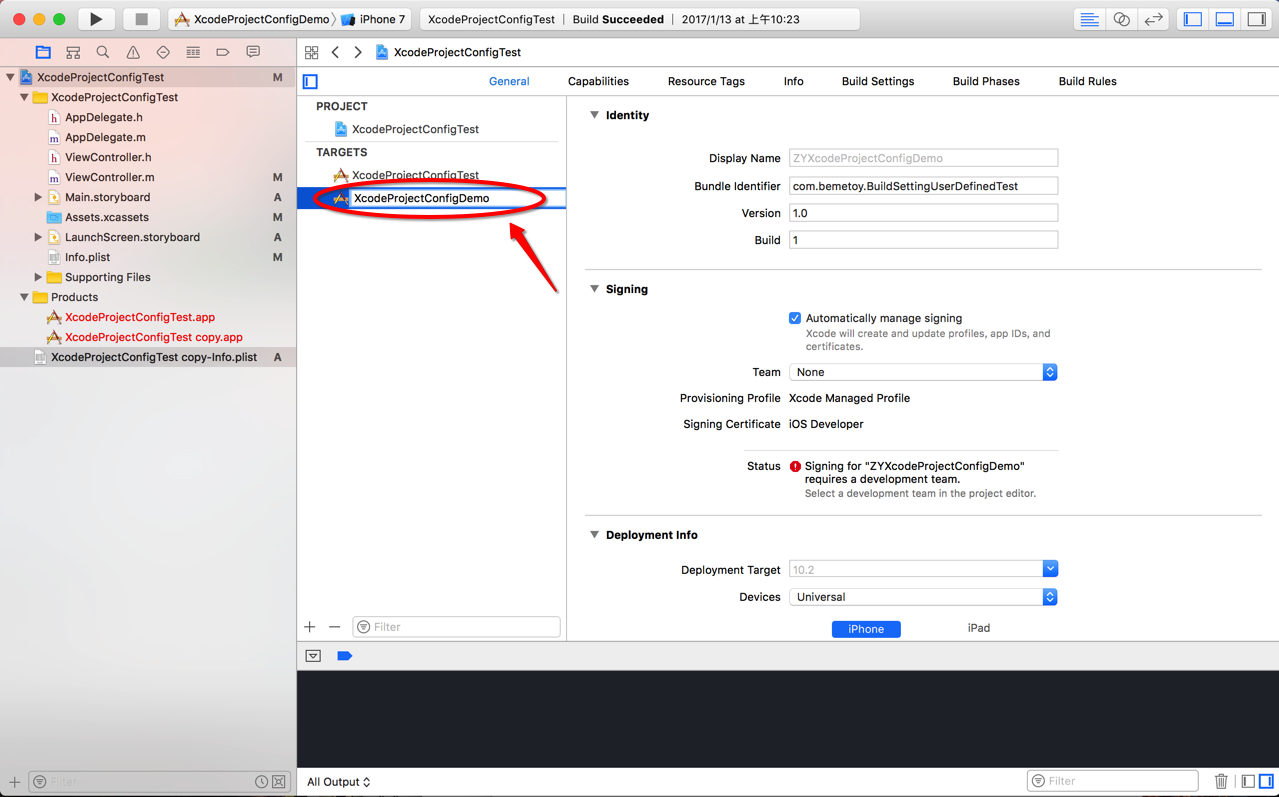 XcodeProjectConfigDemo
iPhone 7
XcodeProjectConfigTest | Build Succeeded | 2017/1/13 at 上午10:23
XcodeProjectConfigTest M
XcodeProjectConfigTest
AppDelegate.h
AppDelegate.m
ViewController.h
ViewController.m M
Main.storyboard A
Assets.xcassets M
LaunchScreen.storyboard A
Info.plist M
Supporting Files
Products
XcodeProjectConfigTest.app
XcodeProjectConfigTest copy.app
XcodeProjectConfigTest copy-Info.plist A
Filter
XcodeProjectConfigTest
General Capabilities Resource Tags Info Build Settings Build Phases Build Rules
PROJECT
XcodeProjectConfigTest
TARGETS
XcodeProjectConfigTest
XcodeProjectConfigDemo
Filter
Identity
Display Name ZYXcodeProjectConfigDemo
Bundle Identifier com.bemetoy.BuildSettingUserDefinedTest
Version 1.0
Build 1
Signing
Automatically manage signing
Xcode will create and update profiles, app IDs, and
certificates.
Team None
Provisioning Profile Xcode Managed Profile
Signing Certificate iOS Developer
Status Signing for "ZYXcodeProjectConfigDemo"
requires a development team.
Select a development team in the project editor.
Deployment Info
Deployment Target 10.2
Devices Universal
iPhone iPad
All Output
Filter